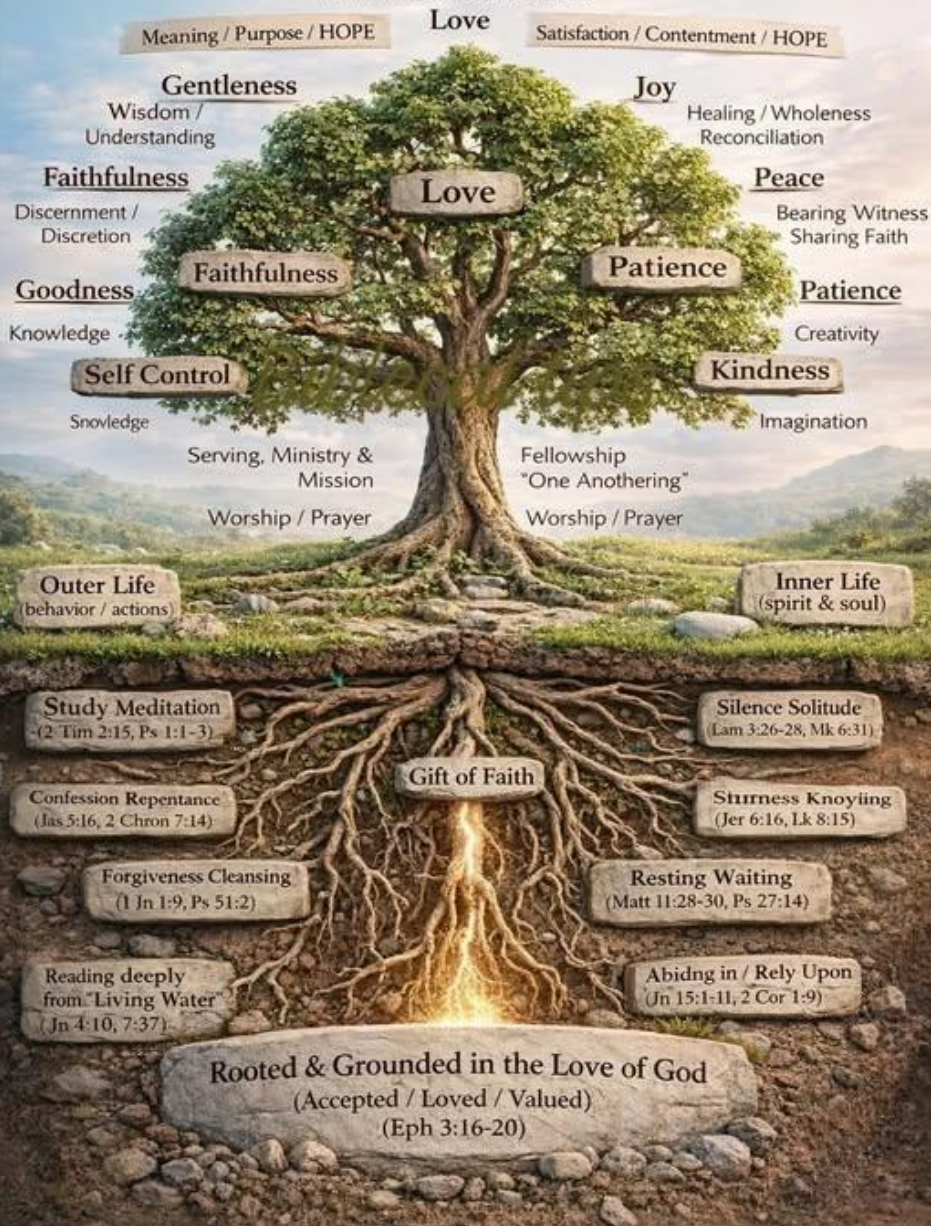 Love
Meaning / Purpose / HOPE
Satisfaction / Contentment / HOPE
Gentleness
Wisdom /
Understanding
Joy
Healing / Wholeness
Reconciliation
Faithfulness
Discernment /
Discretion
Love
Peace
Bearing Witness
Sharing Faith
Faithfulness
Patience
Goodness
Knowledge
Patience
Creativity
Self Control
Kindness
Snovledge
Imagination
Serving, Ministry &
Mission
Fellowship
"One Anothering"
Worship / Prayer
Worship / Prayer
Outer Life
(behavior / actions)
Inner Life
(spirit & soul)
Study Meditation
(2 Tim 2:15, Ps 1:1-3)
Silence Solitude
(Lam 3:26-28, Mk 6:31)
Gift of Faith
Confession Repentance
(Jas 5:16, 2 Chron 7:14)
Sturness Knoyling
(Jer 6:16, Lk 8:15)
Forgiveness Cleansing
(1 Jn 1:9, Ps 51:2)
Resting Waiting
(Matt 11:28-30, Ps 27:14)
Reading deeply
from "Living Water"
(Jn 4:10, 7:37)
Abidng in / Rely Upon
(Jn 15:1-11, 2 Cor 1:9)
Rooted & Grounded in the Love of God
(Accepted / Loved / Valued)
(Eph 3:16-20)